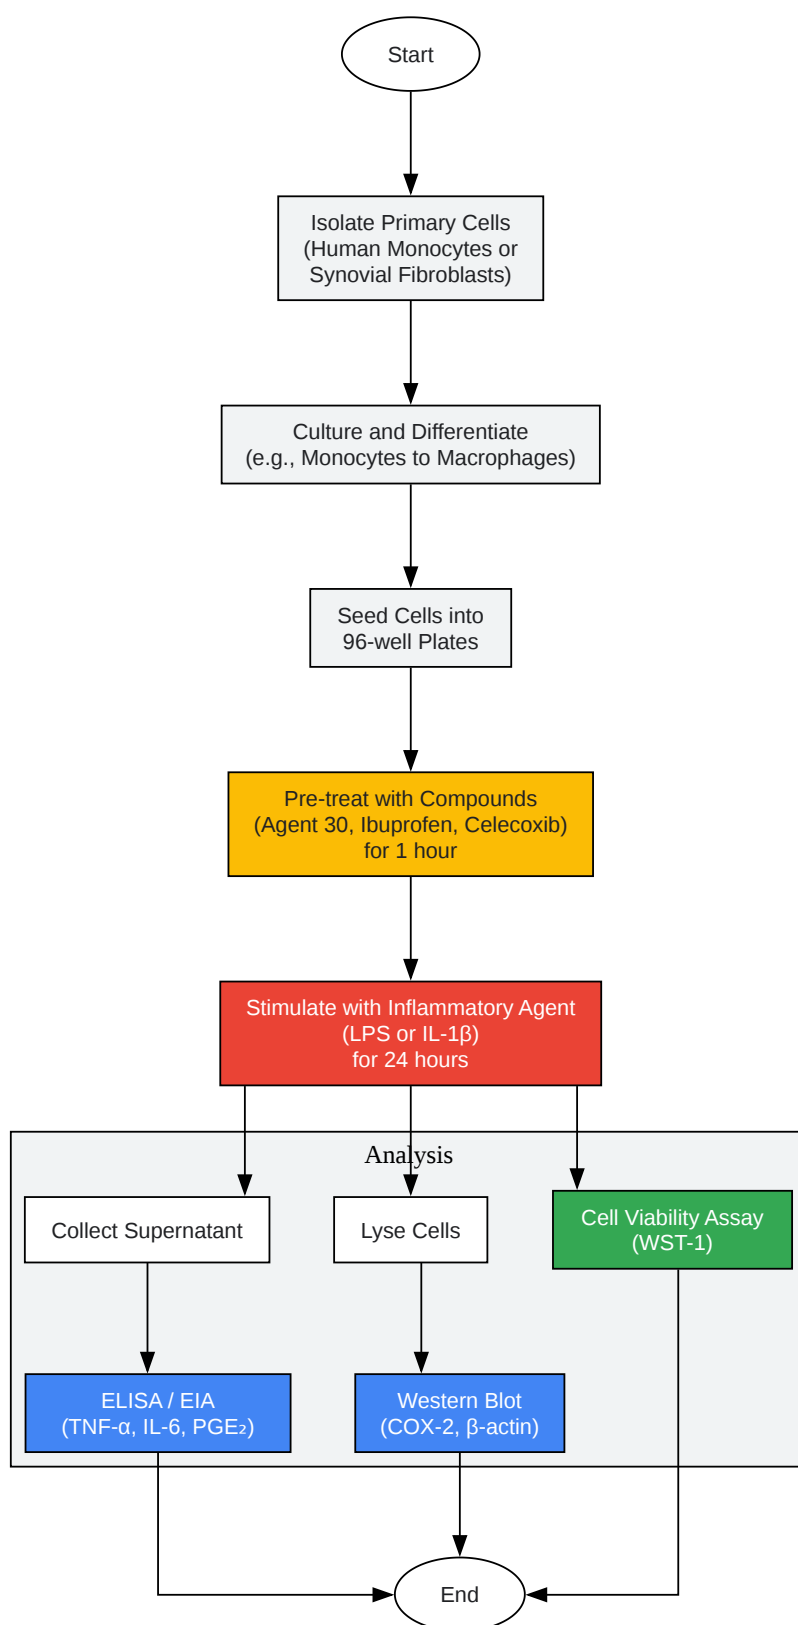 Start
Isolate Primary Cells
(Human Monocytes or
Synovial Fibroblasts)
Culture and Differentiate
(e.g., Monocytes to Macrophages)
Seed Cells into
96-well Plates
Pre-treat with Compounds
(Agent 30, Ibuprofen, Celecoxib)
for 1 hour
Stimulate with Inflammatory Agent
(LPS or IL-1β)
for 24 hours
Analysis
Collect Supernatant
Lyse Cells
Cell Viability Assay
(WST-1)
ELISA / EIA
(TNF-α, IL-6, PGE₂)
Western Blot
(COX-2, β-actin)
End